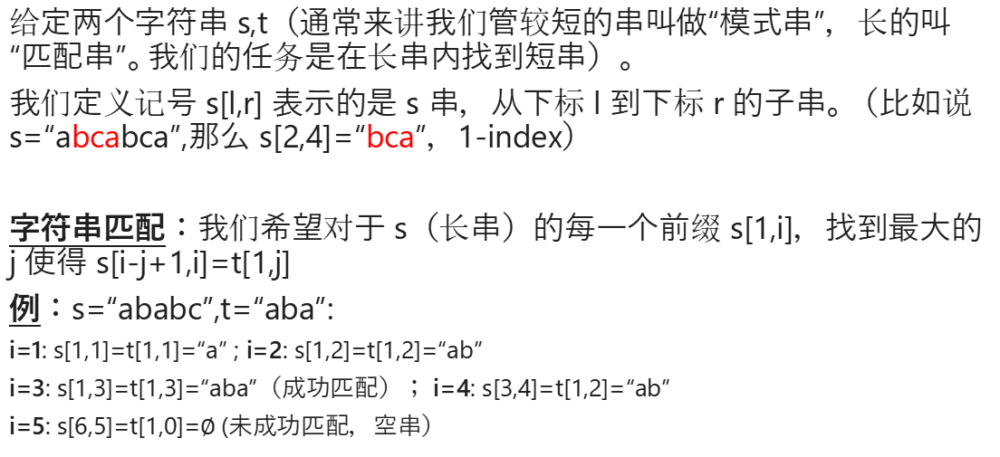 给定两个字符串 s,t（通常来讲我们管较短的串叫做“模式串”，长的叫
“匹配串”。我们的任务是在长串内找到短串）。
我们定义记号 s[l,r] 表示的是 s 串，从下标 l 到下标 r 的子串。（比如说
s=“abcabca”,那么 s[2,4]=“bca”，1-index）
字符串匹配：我们希望对于 s（长串）的每一个前缀 s[1,i]，找到最大的
j 使得 s[i-j+1,i]=t[1,j]
例：s=“ababc”,t=“aba”:
i=1: s[1,1]=t[1,1]=“a” ; i=2: s[1,2]=t[1,2]=“ab”
i=3: s[1,3]=t[1,3]=“aba”（成功匹配）；i=4: s[3,4]=t[1,2]=“ab”
i=5: s[6,5]=t[1,0]=∅ (未成功匹配，空串）